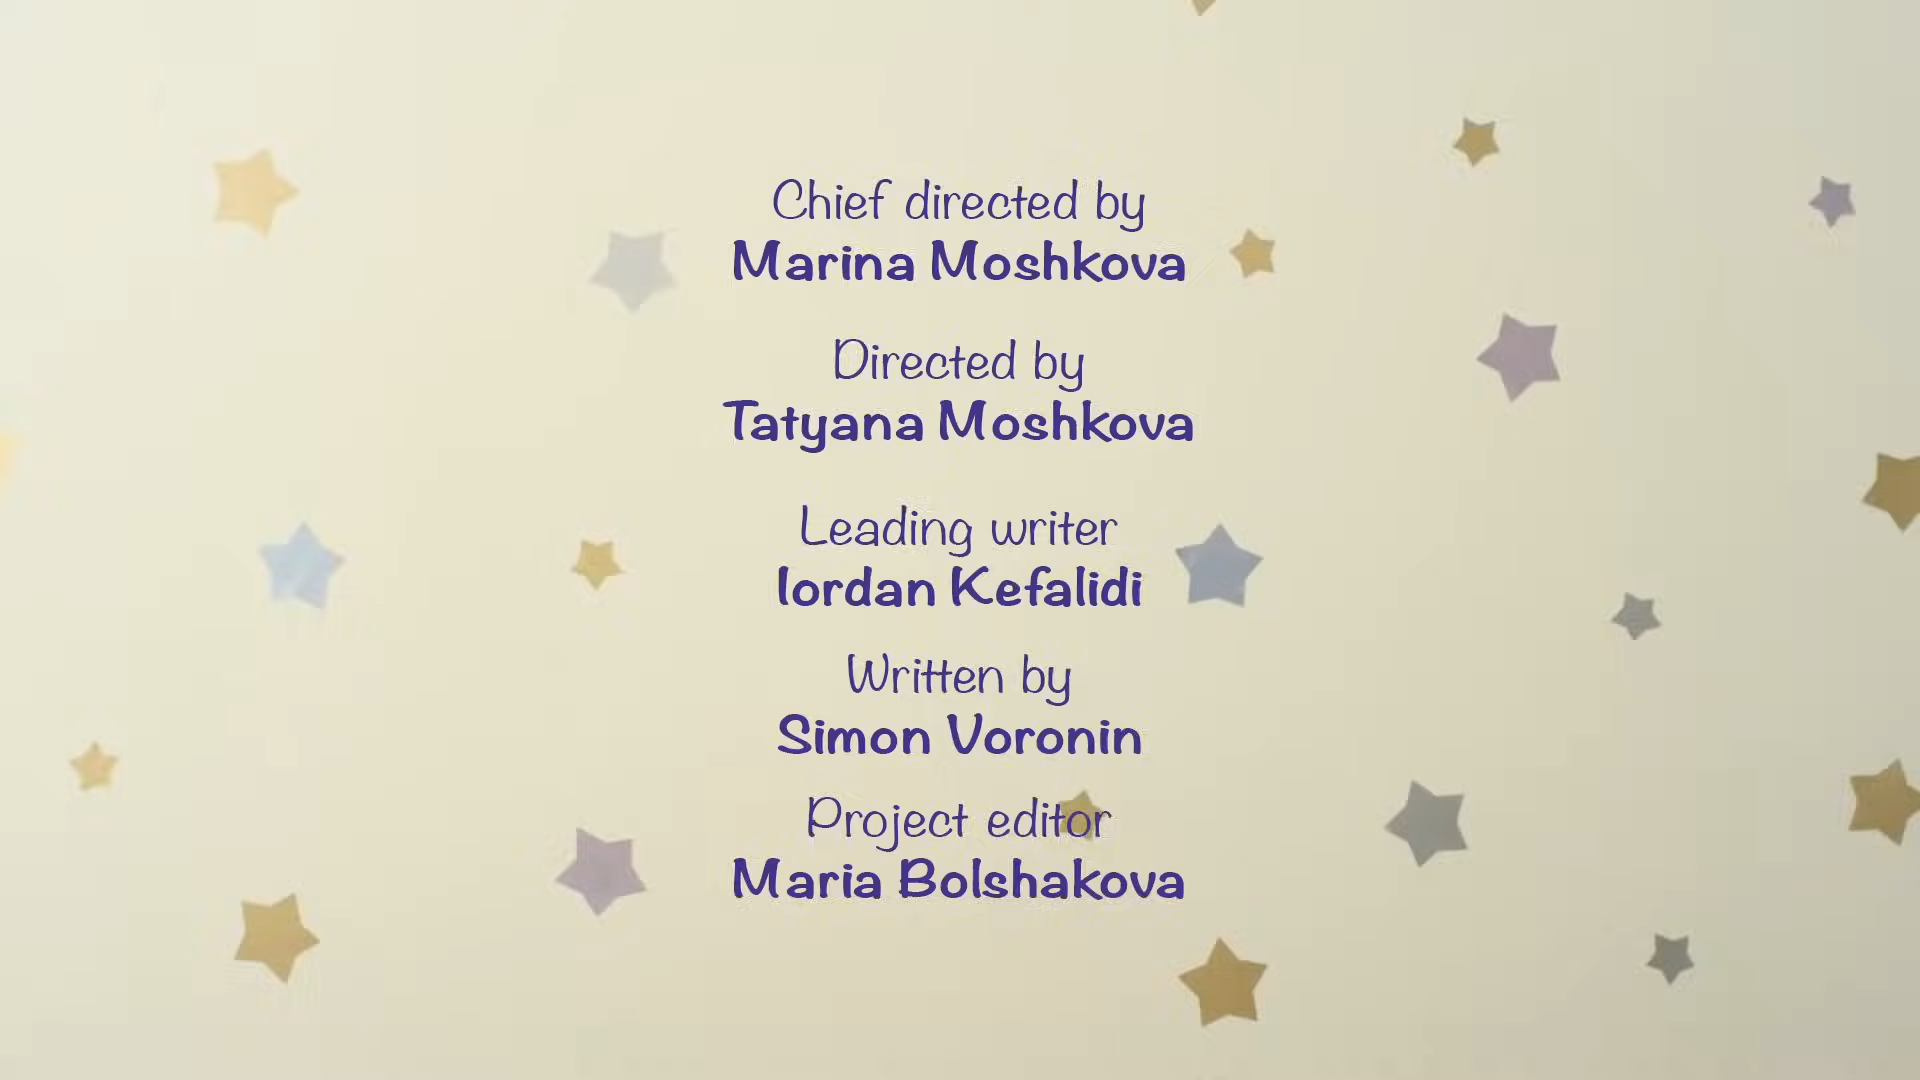 Chief directed by
Marina Moshkova
Directed by
Tatyana Moshkova
Leading writer
Iordan Kefalidi
Written by
Simon Voronin
Project editor
Maria Bolshakova